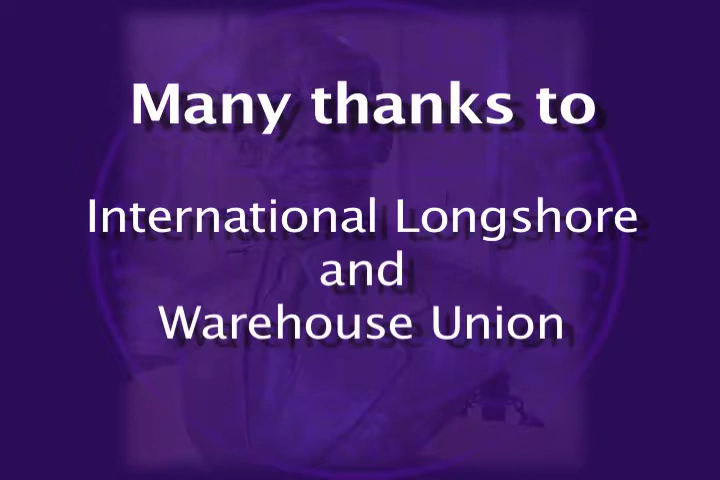 Many thanks to
International Longshore
and
Warehouse Union